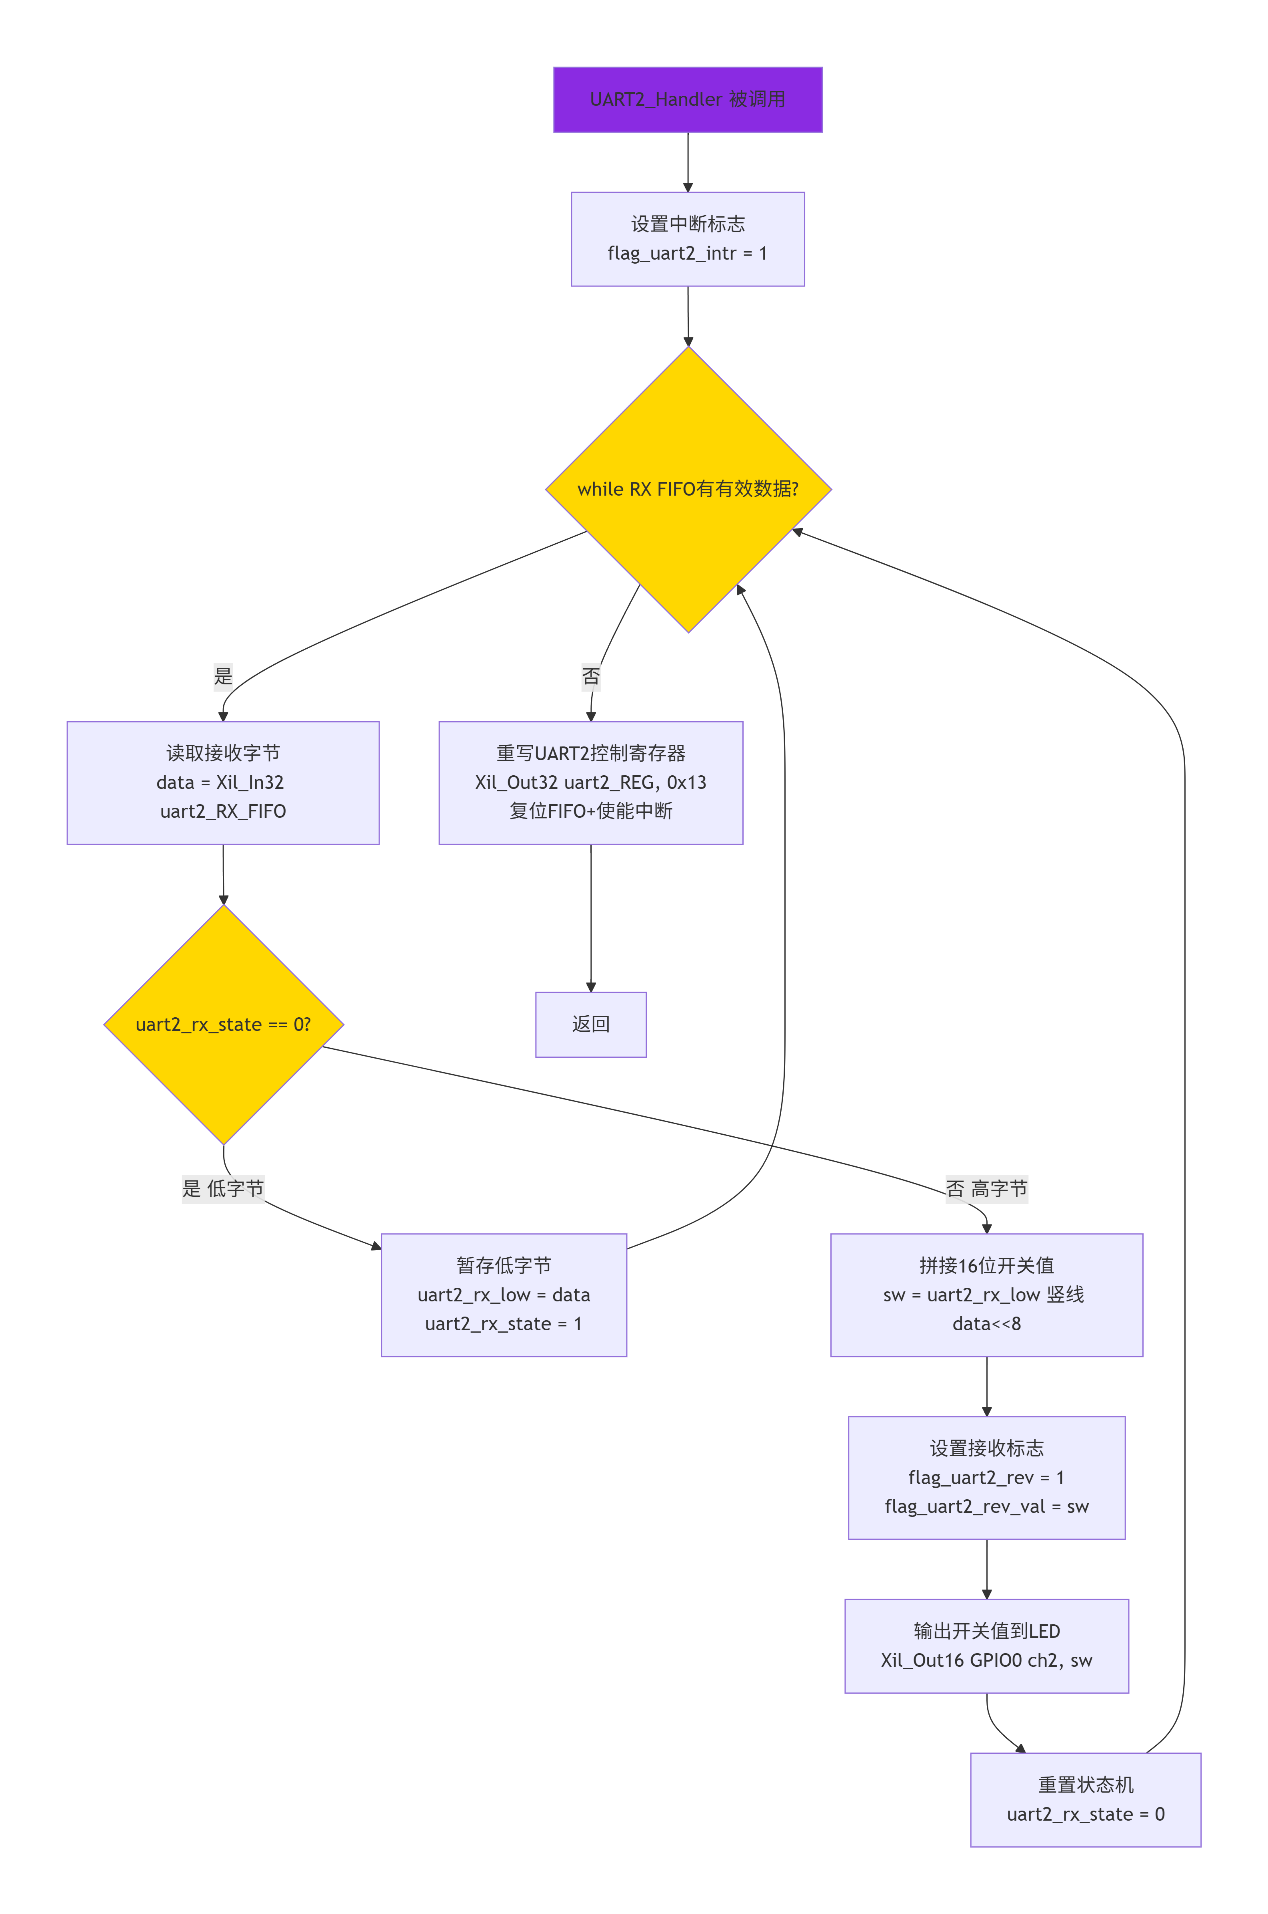 UART2_Handler 被调用
设置中断标志
flag_uart2_intr = 1
while RX FIFO有有效数据?
是
否
读取接收字节
data = Xil_In32
uart2_RX_FIFO
重写UART2控制寄存器
Xil_Out32 uart2_REG, 0x13
复位FIFO+使能中断
uart2_rx_state == 0?
返回
是 低字节
否 高字节
暂存低字节
uart2_rx_low = data
uart2_rx_state = 1
拼接16位开关值
sw = uart2_rx_low 竖线
data<<8
设置接收标志
flag_uart2_rev = 1
flag_uart2_rev_val = sw
输出开关值到LED
Xil_Out16 GPIO0 ch2, sw
重置状态机
uart2_rx_state = 0